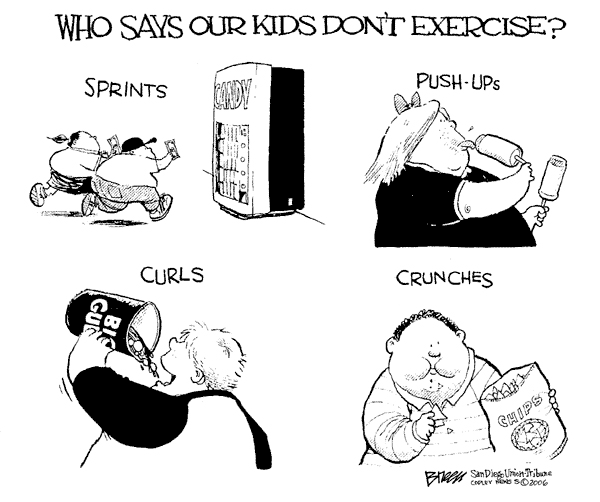 WHO SAYS OUR KIDS DON'T EXERCISE?
SPRINTS
CANDY
PUSH-UPs
CURLS
BIG
GUL
CRUNCHES
CHIPS
BREEN
San Diego Union-Tribune
COPLEY NEWS S © 2006